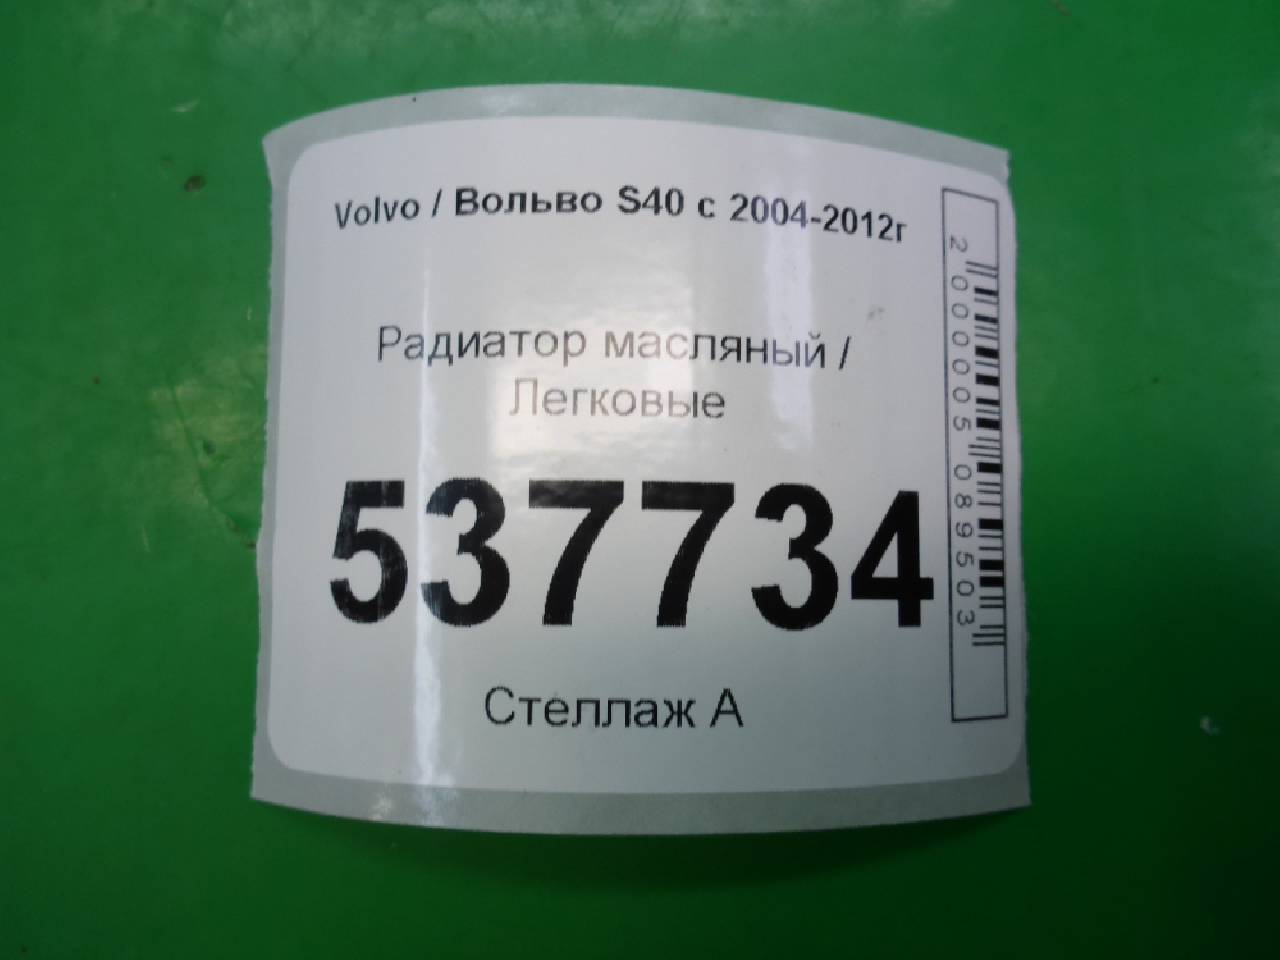 Volvo / Вольво S40 с 2004-2012г
Радиатор масляный /
Легковые
537734
Стеллаж А
2000005089503